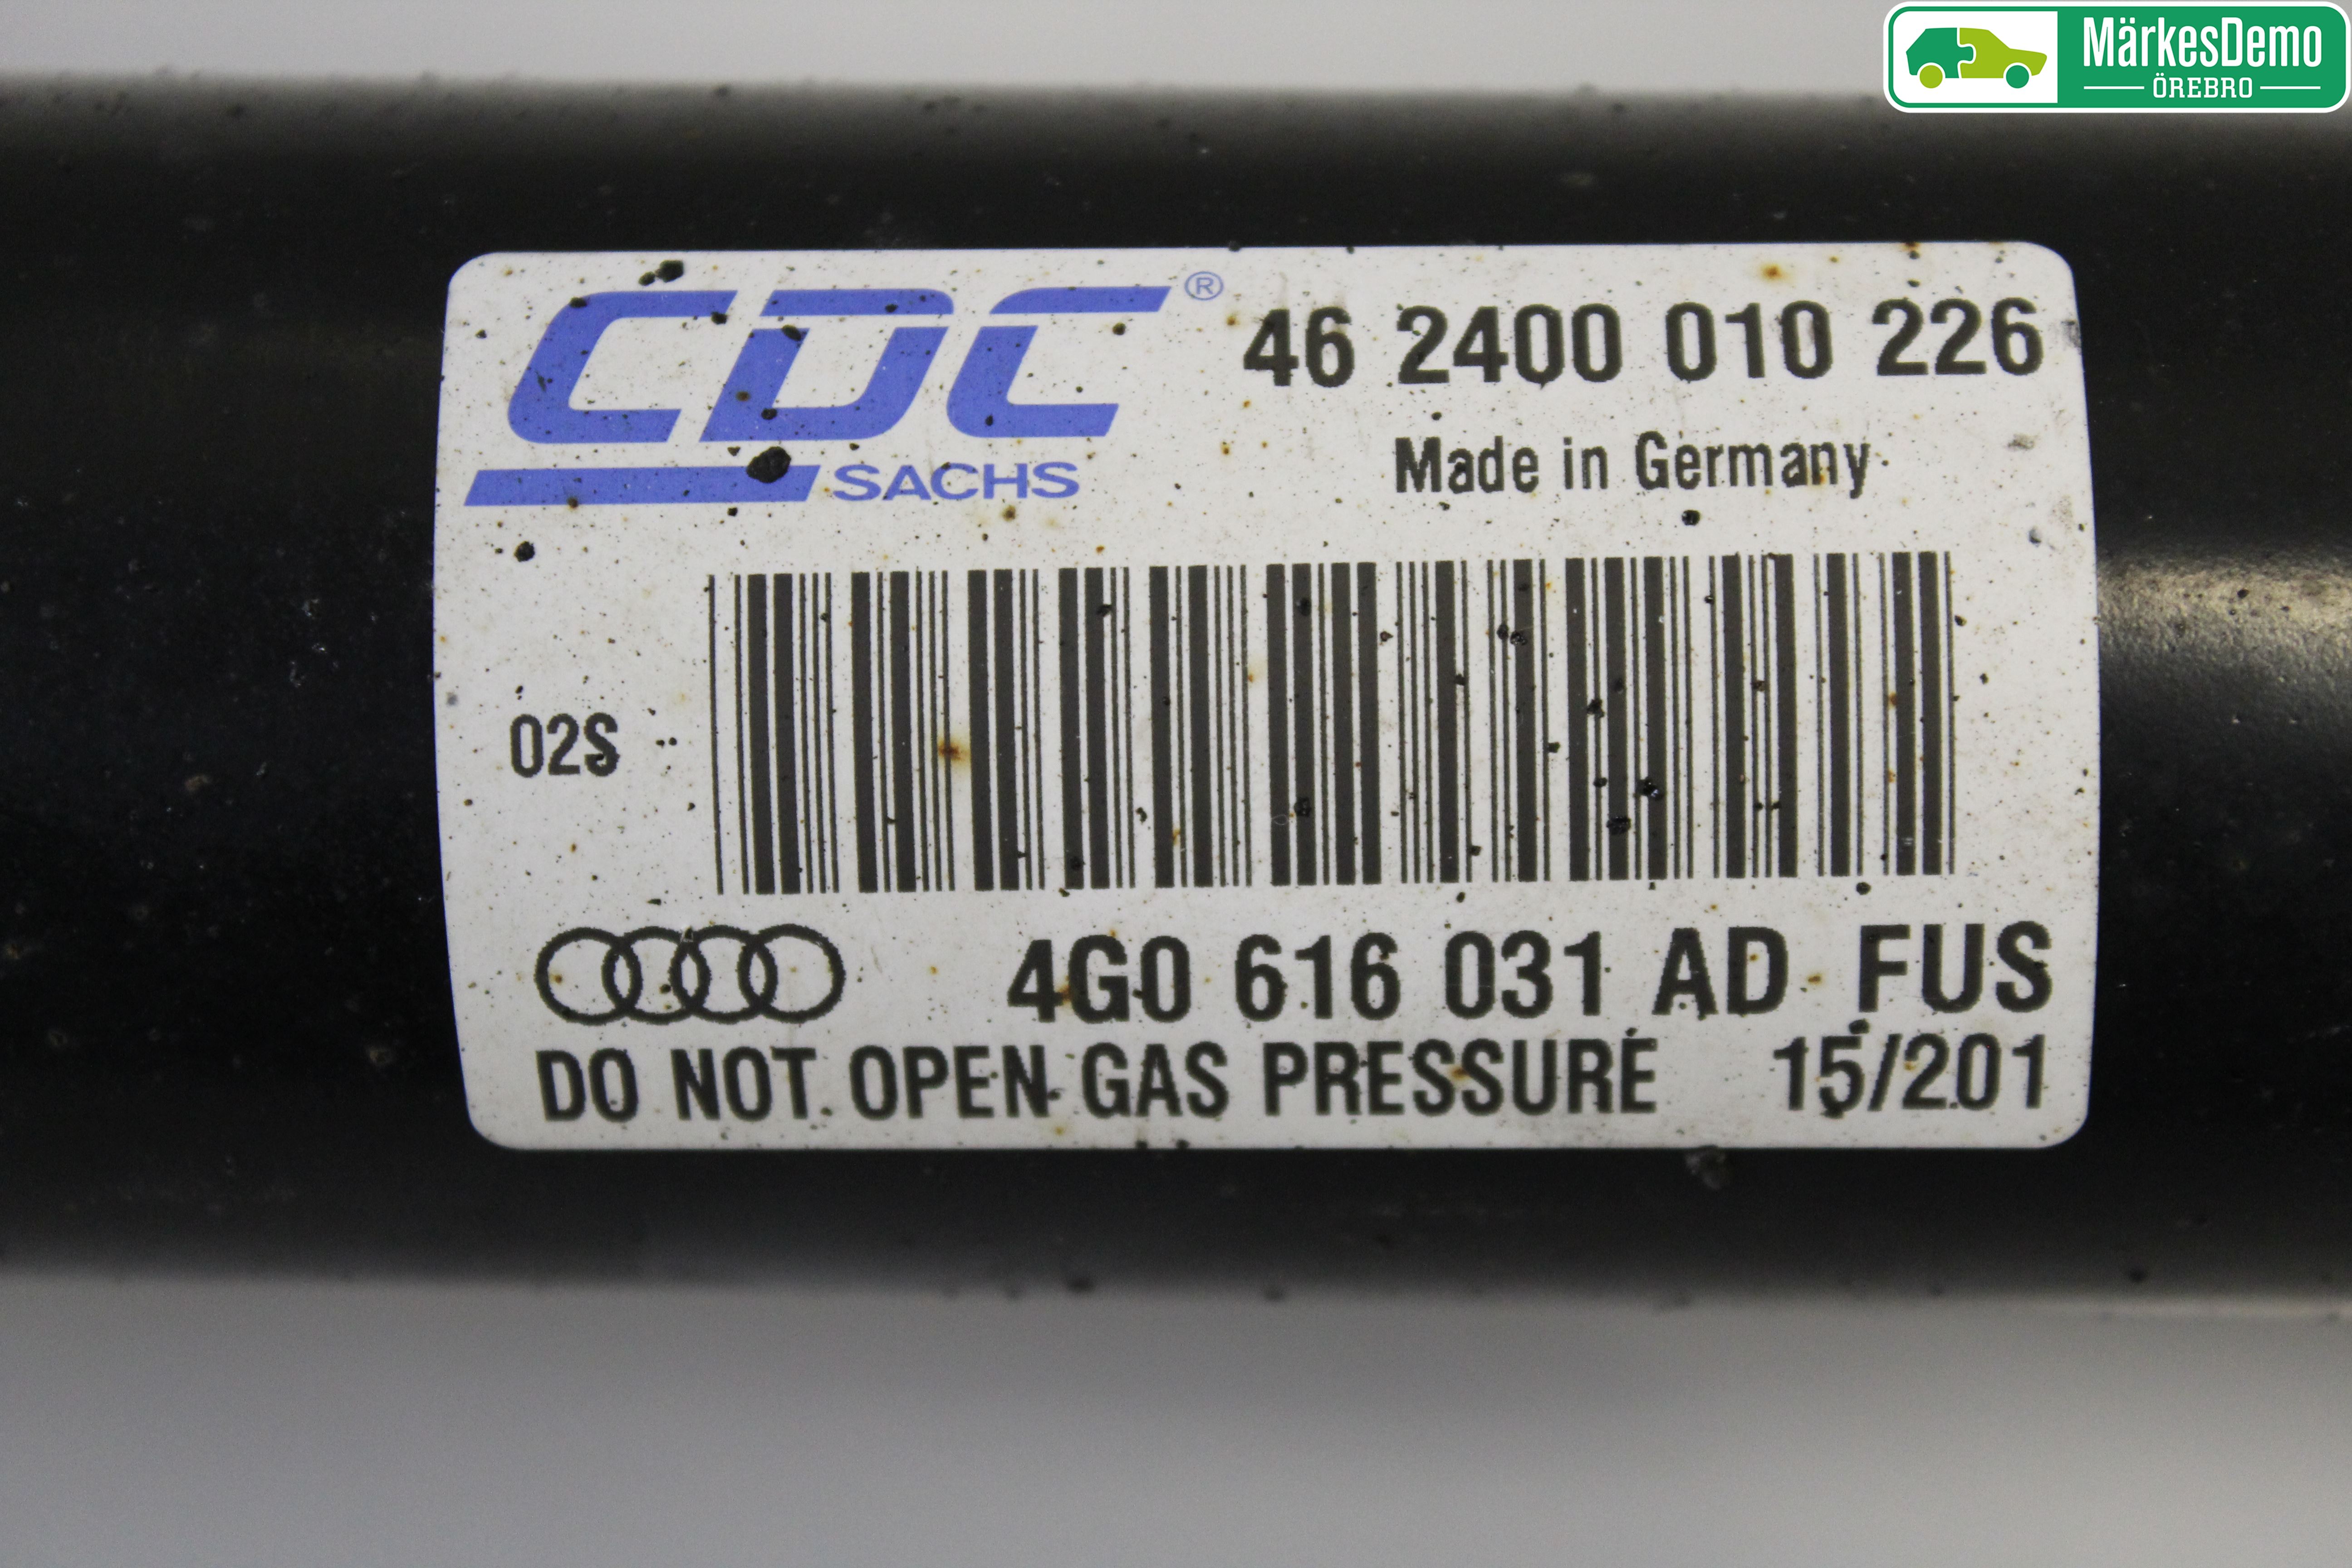 MärkesDemo
ÖREBRO
CDC® 46 2400 010 226
SACHS Made in Germany
02S
4G0 616 031 AD FUS
DO NOT OPEN GAS PRESSURE 15/201